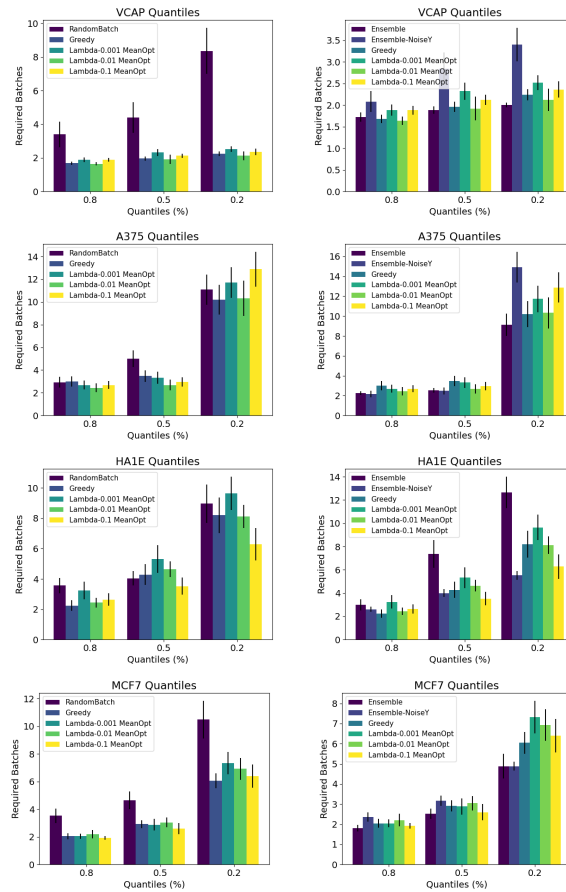 VCAP Quantiles
Required Batches
10
8
6
4
2
0
RandomBatch
Greedy
Lambda-0.001 MeanOpt
Lambda-0.01 MeanOpt
Lambda-0.1 MeanOpt
0.8
0.5
0.2
Quantiles (%)
VCAP Quantiles
Required Batches
3.5
3.0
2.5
2.0
1.5
1.0
0.5
0.0
Ensemble
Ensemble-NoiseY
Greedy
Lambda-0.001 MeanOpt
Lambda-0.01 MeanOpt
Lambda-0.1 MeanOpt
0.8
0.5
0.2
Quantiles (%)
A375 Quantiles
Required Batches
14
12
10
8
6
4
2
0
RandomBatch
Greedy
Lambda-0.001 MeanOpt
Lambda-0.01 MeanOpt
Lambda-0.1 MeanOpt
0.8
0.5
0.2
Quantiles (%)
A375 Quantiles
Required Batches
16
14
12
10
8
6
4
2
0
Ensemble
Ensemble-NoiseY
Greedy
Lambda-0.001 MeanOpt
Lambda-0.01 MeanOpt
Lambda-0.1 MeanOpt
0.8
0.5
0.2
Quantiles (%)
HA1E Quantiles
Required Batches
10
8
6
4
2
0
RandomBatch
Greedy
Lambda-0.001 MeanOpt
Lambda-0.01 MeanOpt
Lambda-0.1 MeanOpt
0.8
0.5
0.2
Quantiles (%)
HA1E Quantiles
Required Batches
14
12
10
8
6
4
2
0
Ensemble
Ensemble-NoiseY
Greedy
Lambda-0.001 MeanOpt
Lambda-0.01 MeanOpt
Lambda-0.1 MeanOpt
0.8
0.5
0.2
Quantiles (%)
MCF7 Quantiles
Required Batches
12
10
8
6
4
2
0
RandomBatch
Greedy
Lambda-0.001 MeanOpt
Lambda-0.01 MeanOpt
Lambda-0.1 MeanOpt
0.8
0.5
0.2
Quantiles (%)
MCF7 Quantiles
Required Batches
8
7
6
5
4
3
2
1
0
Ensemble
Ensemble-NoiseY
Greedy
Lambda-0.001 MeanOpt
Lambda-0.01 MeanOpt
Lambda-0.1 MeanOpt
0.8
0.5
0.2
Quantiles (%)